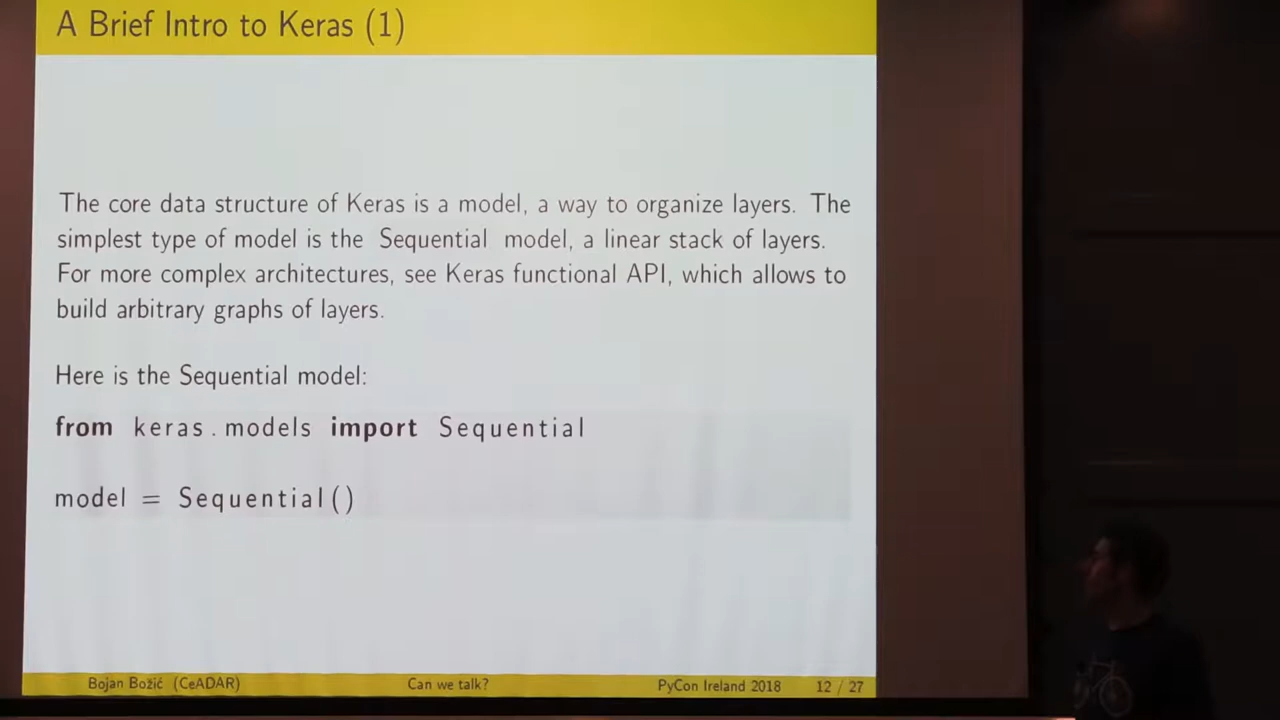 A Brief Intro to Keras (1)
The core data structure of Keras is a model, a way to organize layers. The
simplest type of model is the Sequential model, a linear stack of layers.
For more complex architectures, see Keras functional API, which allows to
build arbitrary graphs of layers.
Here is the Sequential model:
from keras.models import Sequential
model = Sequential()
Bojan Božić (CeADAR) Can we talk? PyCon Ireland 2018 12 / 27